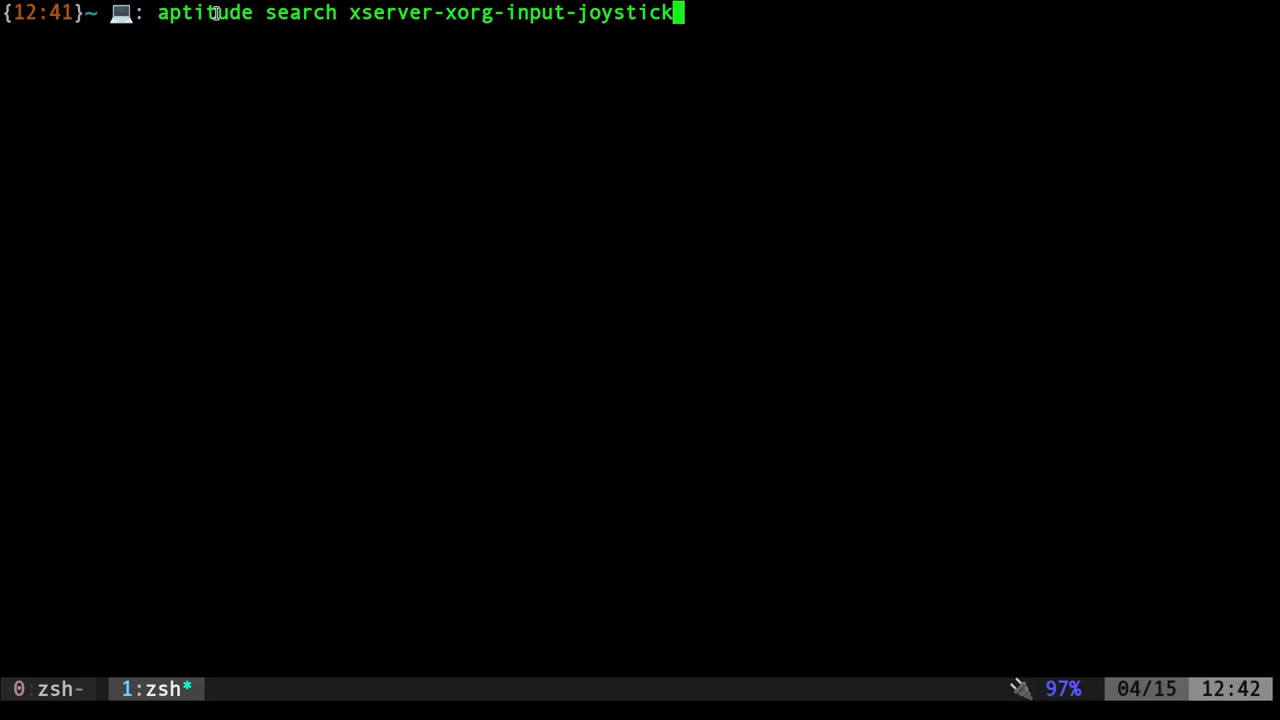 {12:41}~ 💻: aptitude search xserver-xorg-input-joystick
0:zsh- 1:zsh* 🔌 97% 04/15 12:42